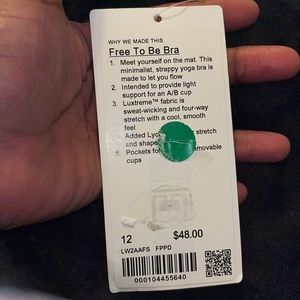 WHY WE MADE THIS
Free To Be Bra
1. Meet yourself on the mat. This
minimalist, strappy yoga bra is
made to let you flow
2. Intended to provide light
support for an A/B cup
3. Luxtreme™ fabric is
sweat-wicking and four-way
stretch with a cool, smooth
feel
Added stretch
and
5. Pockets for
cups
12 $48.00
LW2AAFS FPPD
000104455640